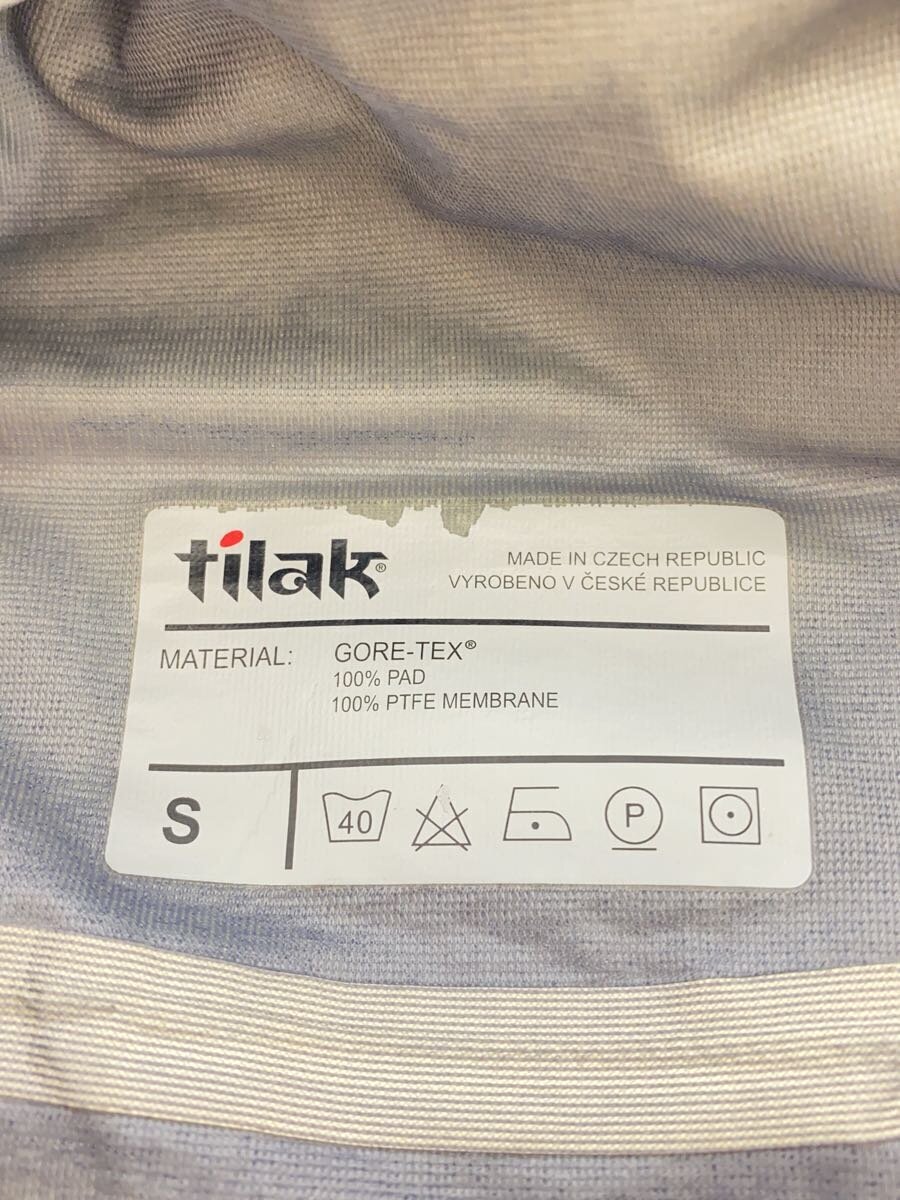 tilak®
MADE IN CZECH REPUBLIC
VYROBENO V ČESKÉ REPUBLICE
MATERIAL: GORE-TEX®
100% PAD
100% PTFE MEMBRANE
S 40 P